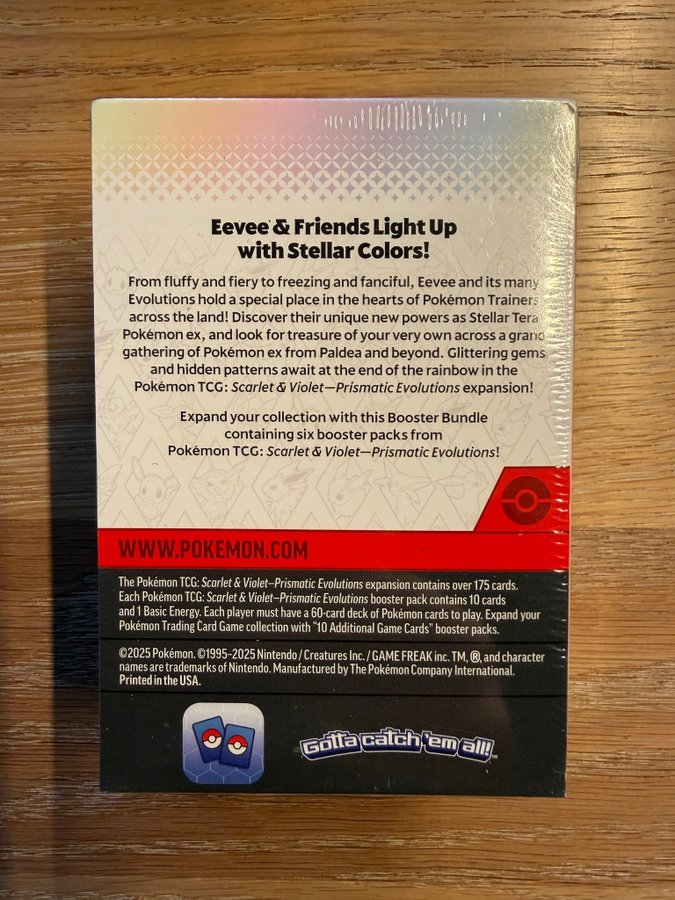 Eevee & Friends Light Up
with Stellar Colors!
From fluffy and fiery to freezing and fanciful, Eevee and its many
Evolutions hold a special place in the hearts of Pokémon Trainers
across the land! Discover their unique new powers as Stellar Tera
Pokémon ex, and look for treasure of your very own across a grand
gathering of Pokémon ex from Paldea and beyond. Glittering gems
and hidden patterns await at the end of the rainbow in the
Pokémon TCG: Scarlet & Violet—Prismatic Evolutions expansion!
Expand your collection with this Booster Bundle
containing six booster packs from
Pokémon TCG: Scarlet & Violet—Prismatic Evolutions!
WWW.POKEMON.COM
The Pokémon TCG: Scarlet & Violet—Prismatic Evolutions expansion contains over 175 cards.
Each Pokémon TCG: Scarlet & Violet—Prismatic Evolutions booster pack contains 10 cards
and 1 Basic Energy. Each player must have a 60-card deck of Pokémon cards to play. Expand your
Pokémon Trading Card Game collection with “10 Additional Game Cards” booster packs.
©2025 Pokémon. ©1995-2025 Nintendo / Creatures Inc. / GAME FREAK inc. TM, ®, and character
names are trademarks of Nintendo. Manufactured by The Pokémon Company International.
Printed in the USA.
Gotta catch 'em all!™